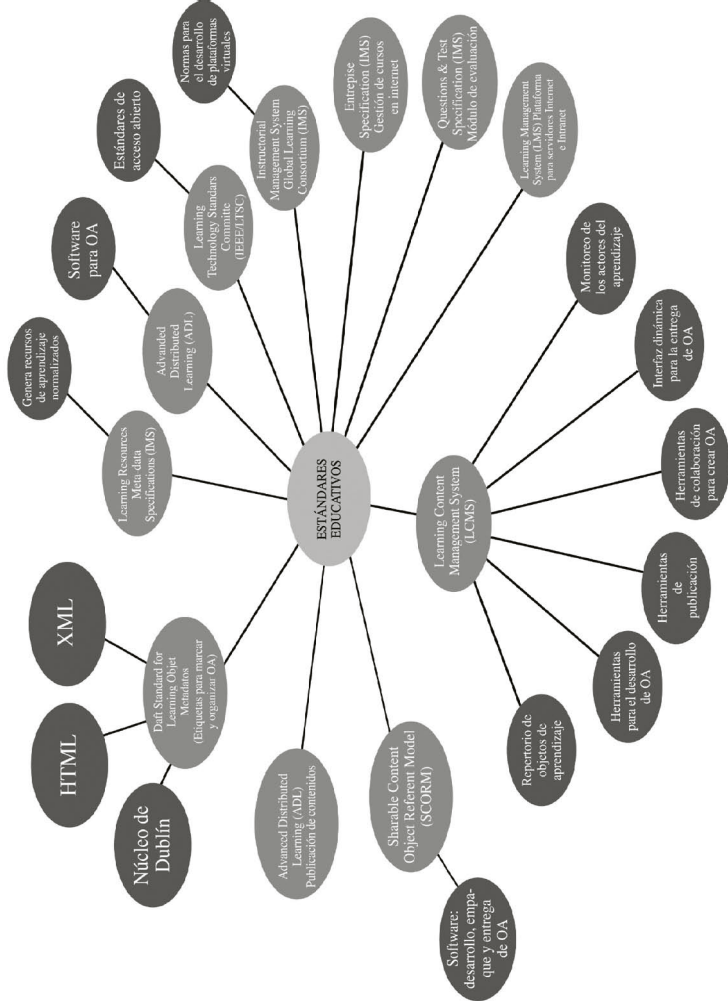 Software:
desarrollo, empa-
que y entrega
de OA
Núcleo de
Dublín
HTML
XML
Genera recursos
de aprendizaje
normalizados
Software
para OA
Estándares de
acceso abierto
Normas para
el desarrollo
de plataformas
virtuales
Sharable Content
Object Referent Model
(SCORM)
Advanced Distributed
Learning (ADL)
Publicación de contenidos
Daft Standard for
Learning Objet
Metadatos
(Etiquetas para marcar
y organizar OA)
Learning Resources
Meta data
Specifications (IMS)
Advanded
Distributed
Learning (ADL)
Learning
Technology Standars
Committe
(IEEE/LTSC)
Instructorial
Management System
Global Learning
Consortium (IMS)
ESTÁNDARES
EDUCATIVOS
Entrepise
Specification (IMS)
Gestión de cursos
en internet
Questions & Test
Specification (IMS)
Módulo de evaluación
Learning Management
System (LMS) Plataforma
para servidores Internet
e Intranet
Learning Content
Management System
(LCMS)
Repertorio de
objetos de
aprendizaje
Herramientas
para el desarrollo
de OA
Herramientas
de
publicación
Herramientas
de colaboración
para crear OA
Interfaz dinámica
para la entrega
de OA
Monitoreo de
los actores del
aprendizaje